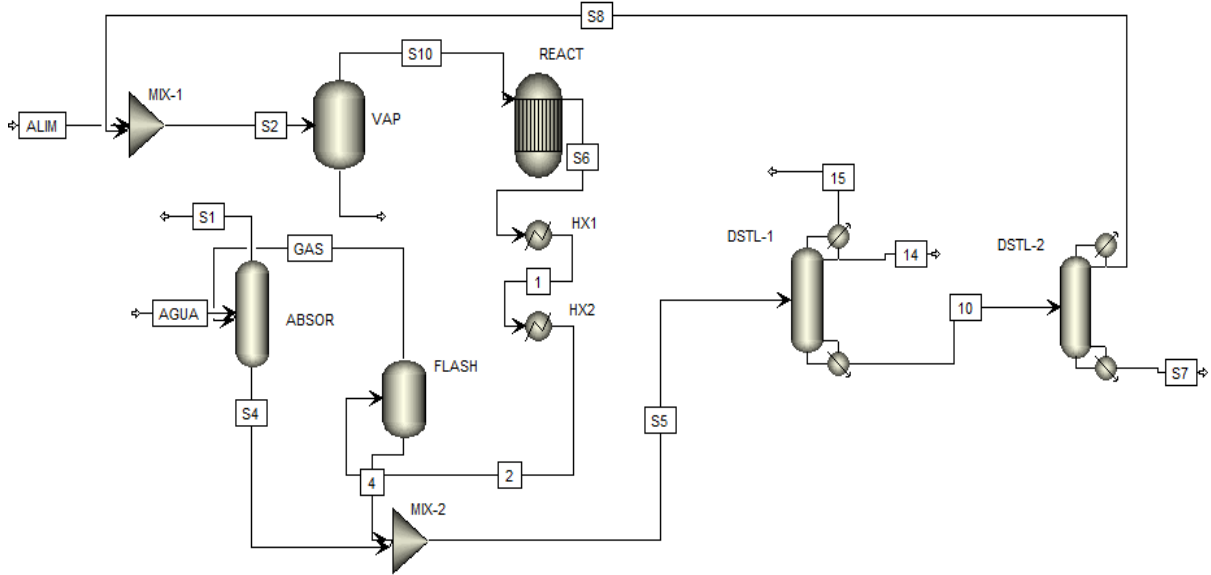 S8
S10
REACT
MIX-1
ALIM
S2
VAP
S6
S1
HX1
GAS
DSTL-1
15
DSTL-2
14
1
AGUA
ABSOR
HX2
10
FLASH
S7
S4
S5
4
2
MIX-2